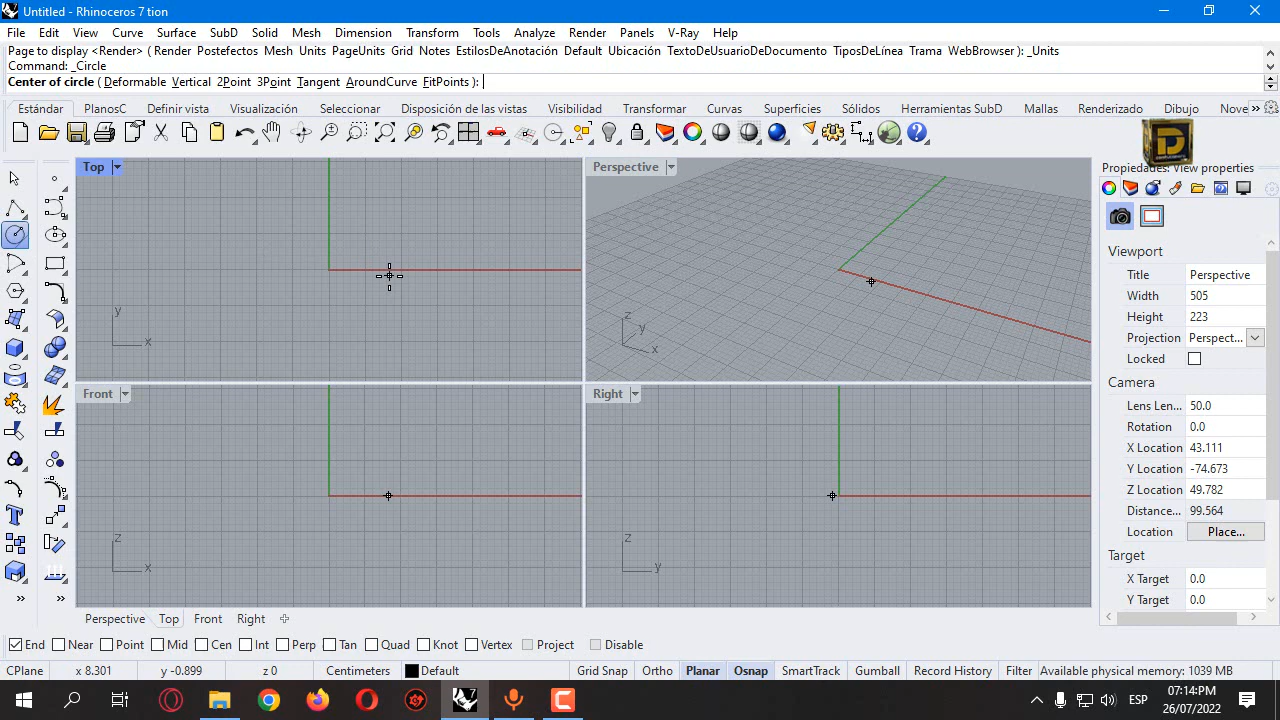 Untitled - Rhinoceros 7 tion
File Edit View Curve Surface SubD Solid Mesh Dimension Transform Tools Analyze Render Panels V-Ray Help
Page to display <Render> ( Render Postefectos Mesh Units PageUnits Grid Notes EstilosDeAnotación Default Ubicación TextoDeUsuarioDeDocumento TiposDeLínea Trama WebBrowser ): _Units
Command: _Circle
Center of circle ( Deformable Vertical 2Point 3Point Tangent AroundCurve FitPoints ):
Estándar PlanosC Definir vista Visualización Seleccionar Disposición de las vistas Visibilidad Transformar Curvas Superficies Sólidos Herramientas SubD Mallas Renderizado Dibujo Nove
Top
y
x
Perspective
z
y
x
Front
z
x
Right
z
y
Perspective Top Front Right
Propiedades: View properties
Viewport
Title Perspective
Width 505
Height 223
Projection Perspect...
Locked
Camera
Lens Len... 50.0
Rotation 0.0
X Location 43.111
Y Location -74.673
Z Location 49.782
Distance... 99.564
Location Place...
Target
X Target 0.0
Y Target 0.0
End Near Point Mid Cen Int Perp Tan Quad Knot Vertex Project Disable
CPlane x 8.301 y -0.899 z 0 Centimeters Default Grid Snap Ortho Planar Osnap SmartTrack Gumball Record History Filter Available physical memory: 1039 MB
7
ESP
07:14 PM
26/07/2022